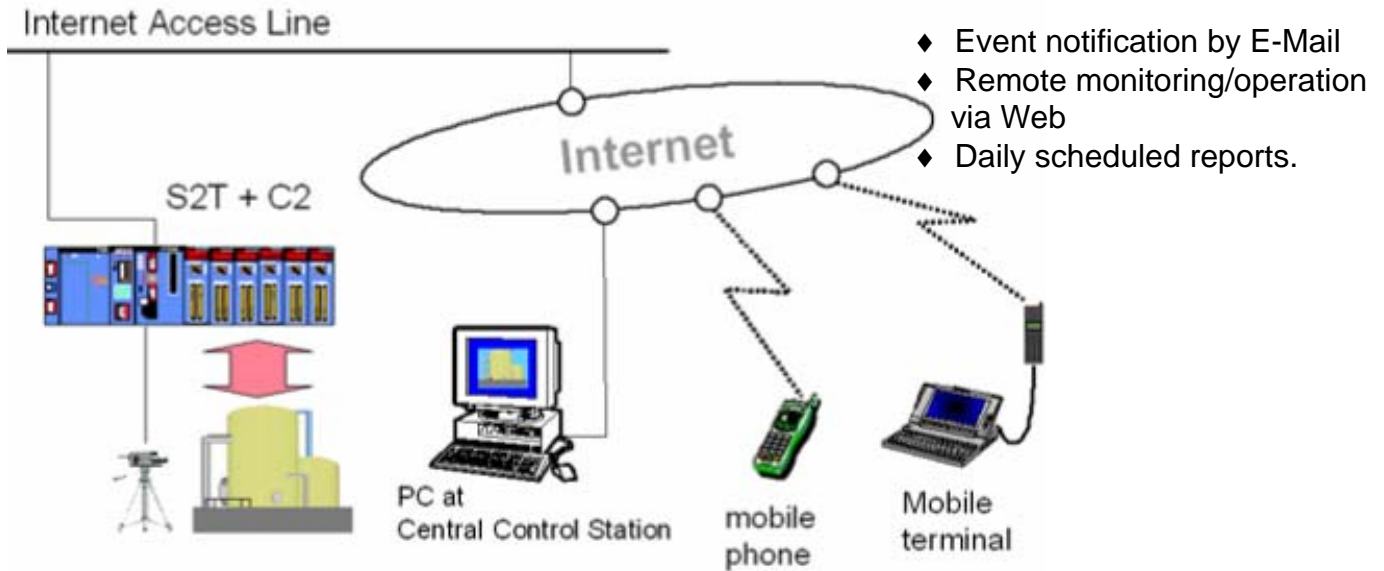 Internet Access Line
♦ Event notification by E-Mail
♦ Remote monitoring/operation
via Web
♦ Daily scheduled reports.
Internet
S2T + C2
PC at
Central Control Station
mobile
phone
Mobile
terminal